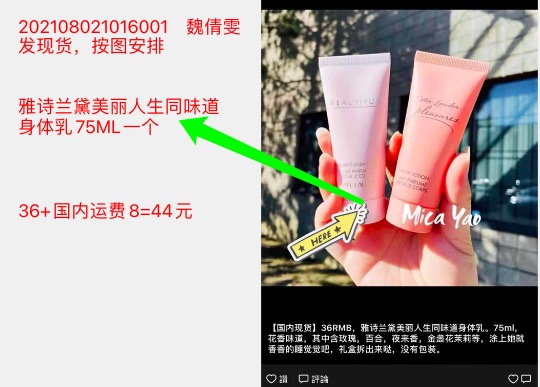 202108021016001 魏倩雯
发现货，按图安排
雅诗兰黛美丽人生同味道
身体乳75ML一个
36+国内运费8=44元
BEAUTIFUL
Estée Lauder
pleasures
BODY LOTION
Mica Yao
HERE
【国内现货】36RMB，雅诗兰黛美丽人生身体乳。75ml，
花香味道，其中含玫瑰，百合，夜来香，金盏花茉莉等，涂上她就
香香的睡觉觉吧，礼盒拆出来哒，没有包装。
讚 評論